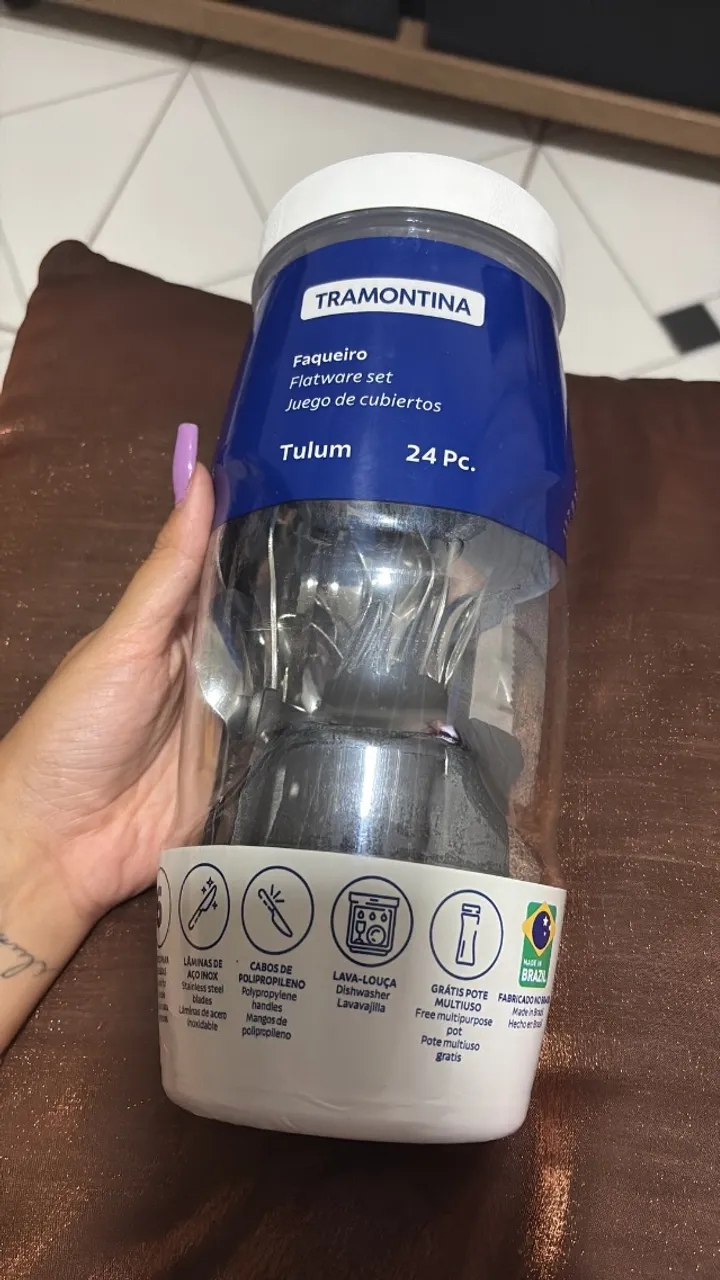 TRAMONTINA
Faqueiro
Flatware set
Juego de cubiertos
Tulum 24 Pc.
LÂMINAS DE
AÇO INOX
Stainless steel
blades
Láminas de acero
inoxidable
CABOS DE
POLIPROPILENO
Polypropylene
handles
Mangos de
polipropileno
LAVA-LOUÇA
Dishwasher
Lavavajilla
GRÁTIS POTE
MULTIUSO
Free multipurpose
pot
Pote multiuso
gratis
MADE IN
BRAZIL
FABRICADO NO
Made in Brazil
Hecho en Brasil